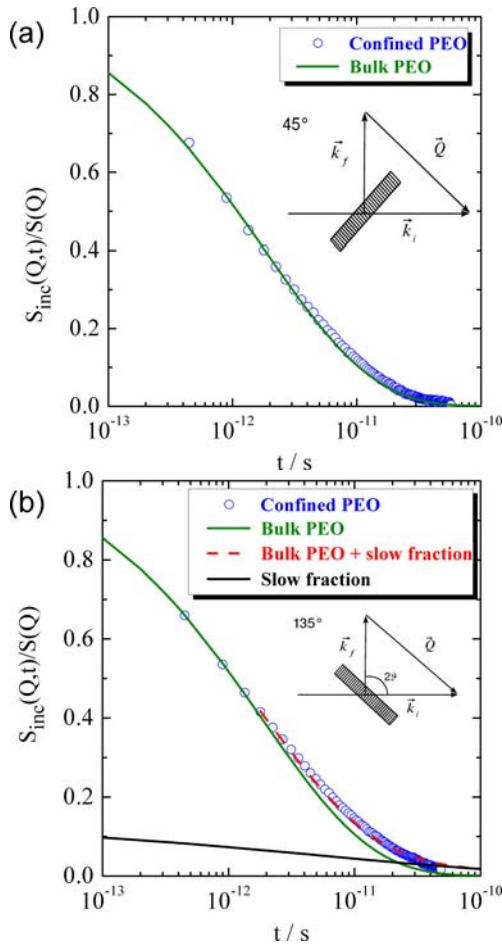 (a)
Confined PEO
Bulk PEO
45°
k_f
Q
k_i
1.0
0.8
0.6
0.4
0.2
0.0
S_inc(Q,t)/S(Q)
10^-13
10^-12
10^-11
10^-10
t / s
(b)
Confined PEO
Bulk PEO
Bulk PEO + slow fraction
Slow fraction
135°
k_f
Q
2ϑ
k_i
1.0
0.8
0.6
0.4
0.2
0.0
S_inc(Q,t)/S(Q)
10^-13
10^-12
10^-11
10^-10
t / s